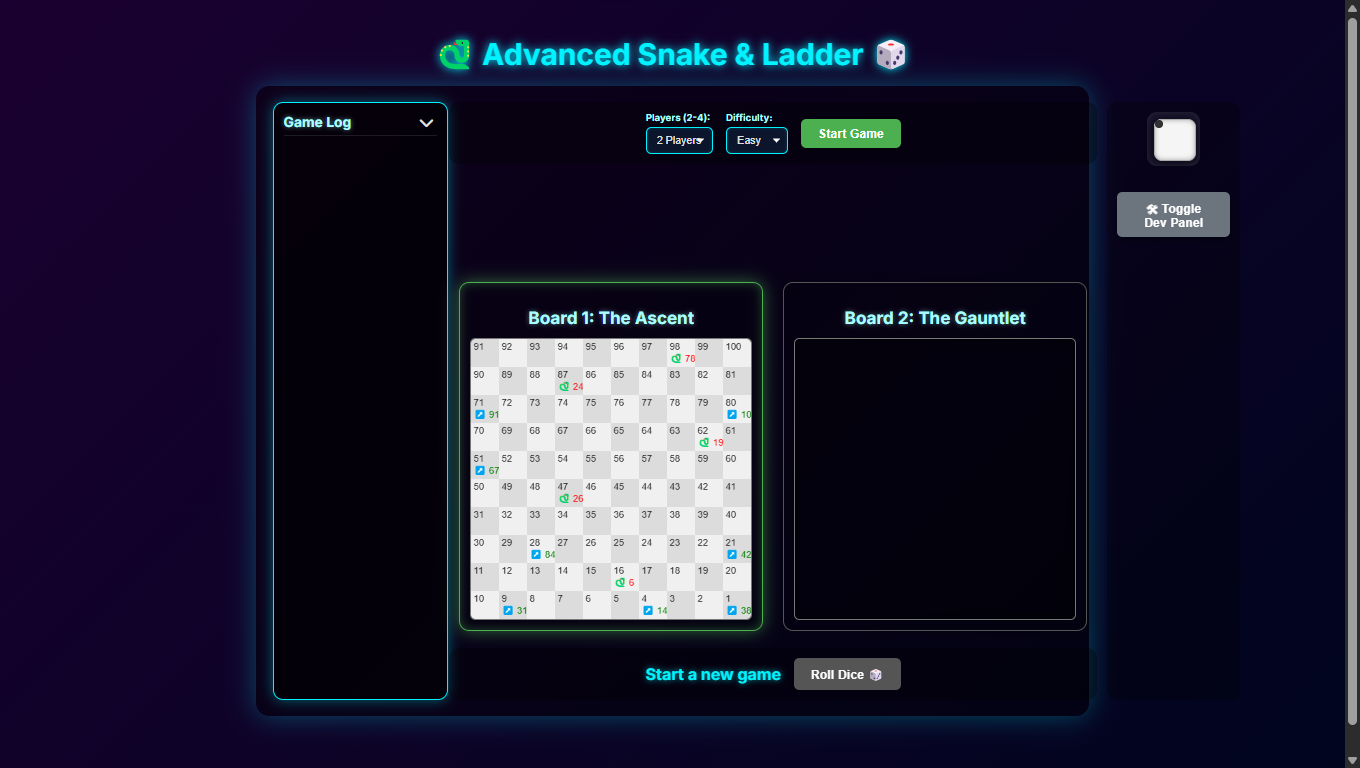 Advanced Snake & Ladder
Game Log
Players (2-4):
Difficulty:
2 Players
Easy
Start Game
🛠 Toggle
Dev Panel
Board 1: The Ascent
91 92 93 94 95 96 97 98 99 100
78
90 89 88 87 86 85 84 83 82 81
24
71 72 73 74 75 76 77 78 79 80
91 10
70 69 68 67 66 65 64 63 62 61
19
51 52 53 54 55 56 57 58 59 60
67
50 49 48 47 46 45 44 43 42 41
26
31 32 33 34 35 36 37 38 39 40
30 29 28 27 26 25 24 23 22 21
84 42
11 12 13 14 15 16 17 18 19 20
6
10 9 8 7 6 5 4 3 2 1
31 14 38
Board 2: The Gauntlet
Start a new game
Roll Dice